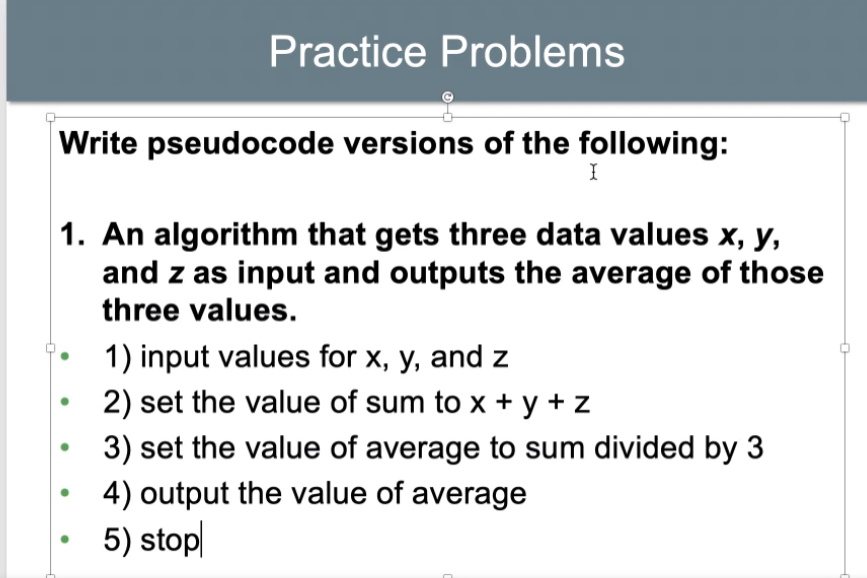 Practice Problems
Write pseudocode versions of the following:
1. An algorithm that gets three data values x, y,
and z as input and outputs the average of those
three values.
• 1) input values for x, y, and z
• 2) set the value of sum to x + y + z
• 3) set the value of average to sum divided by 3
• 4) output the value of average
• 5) stop